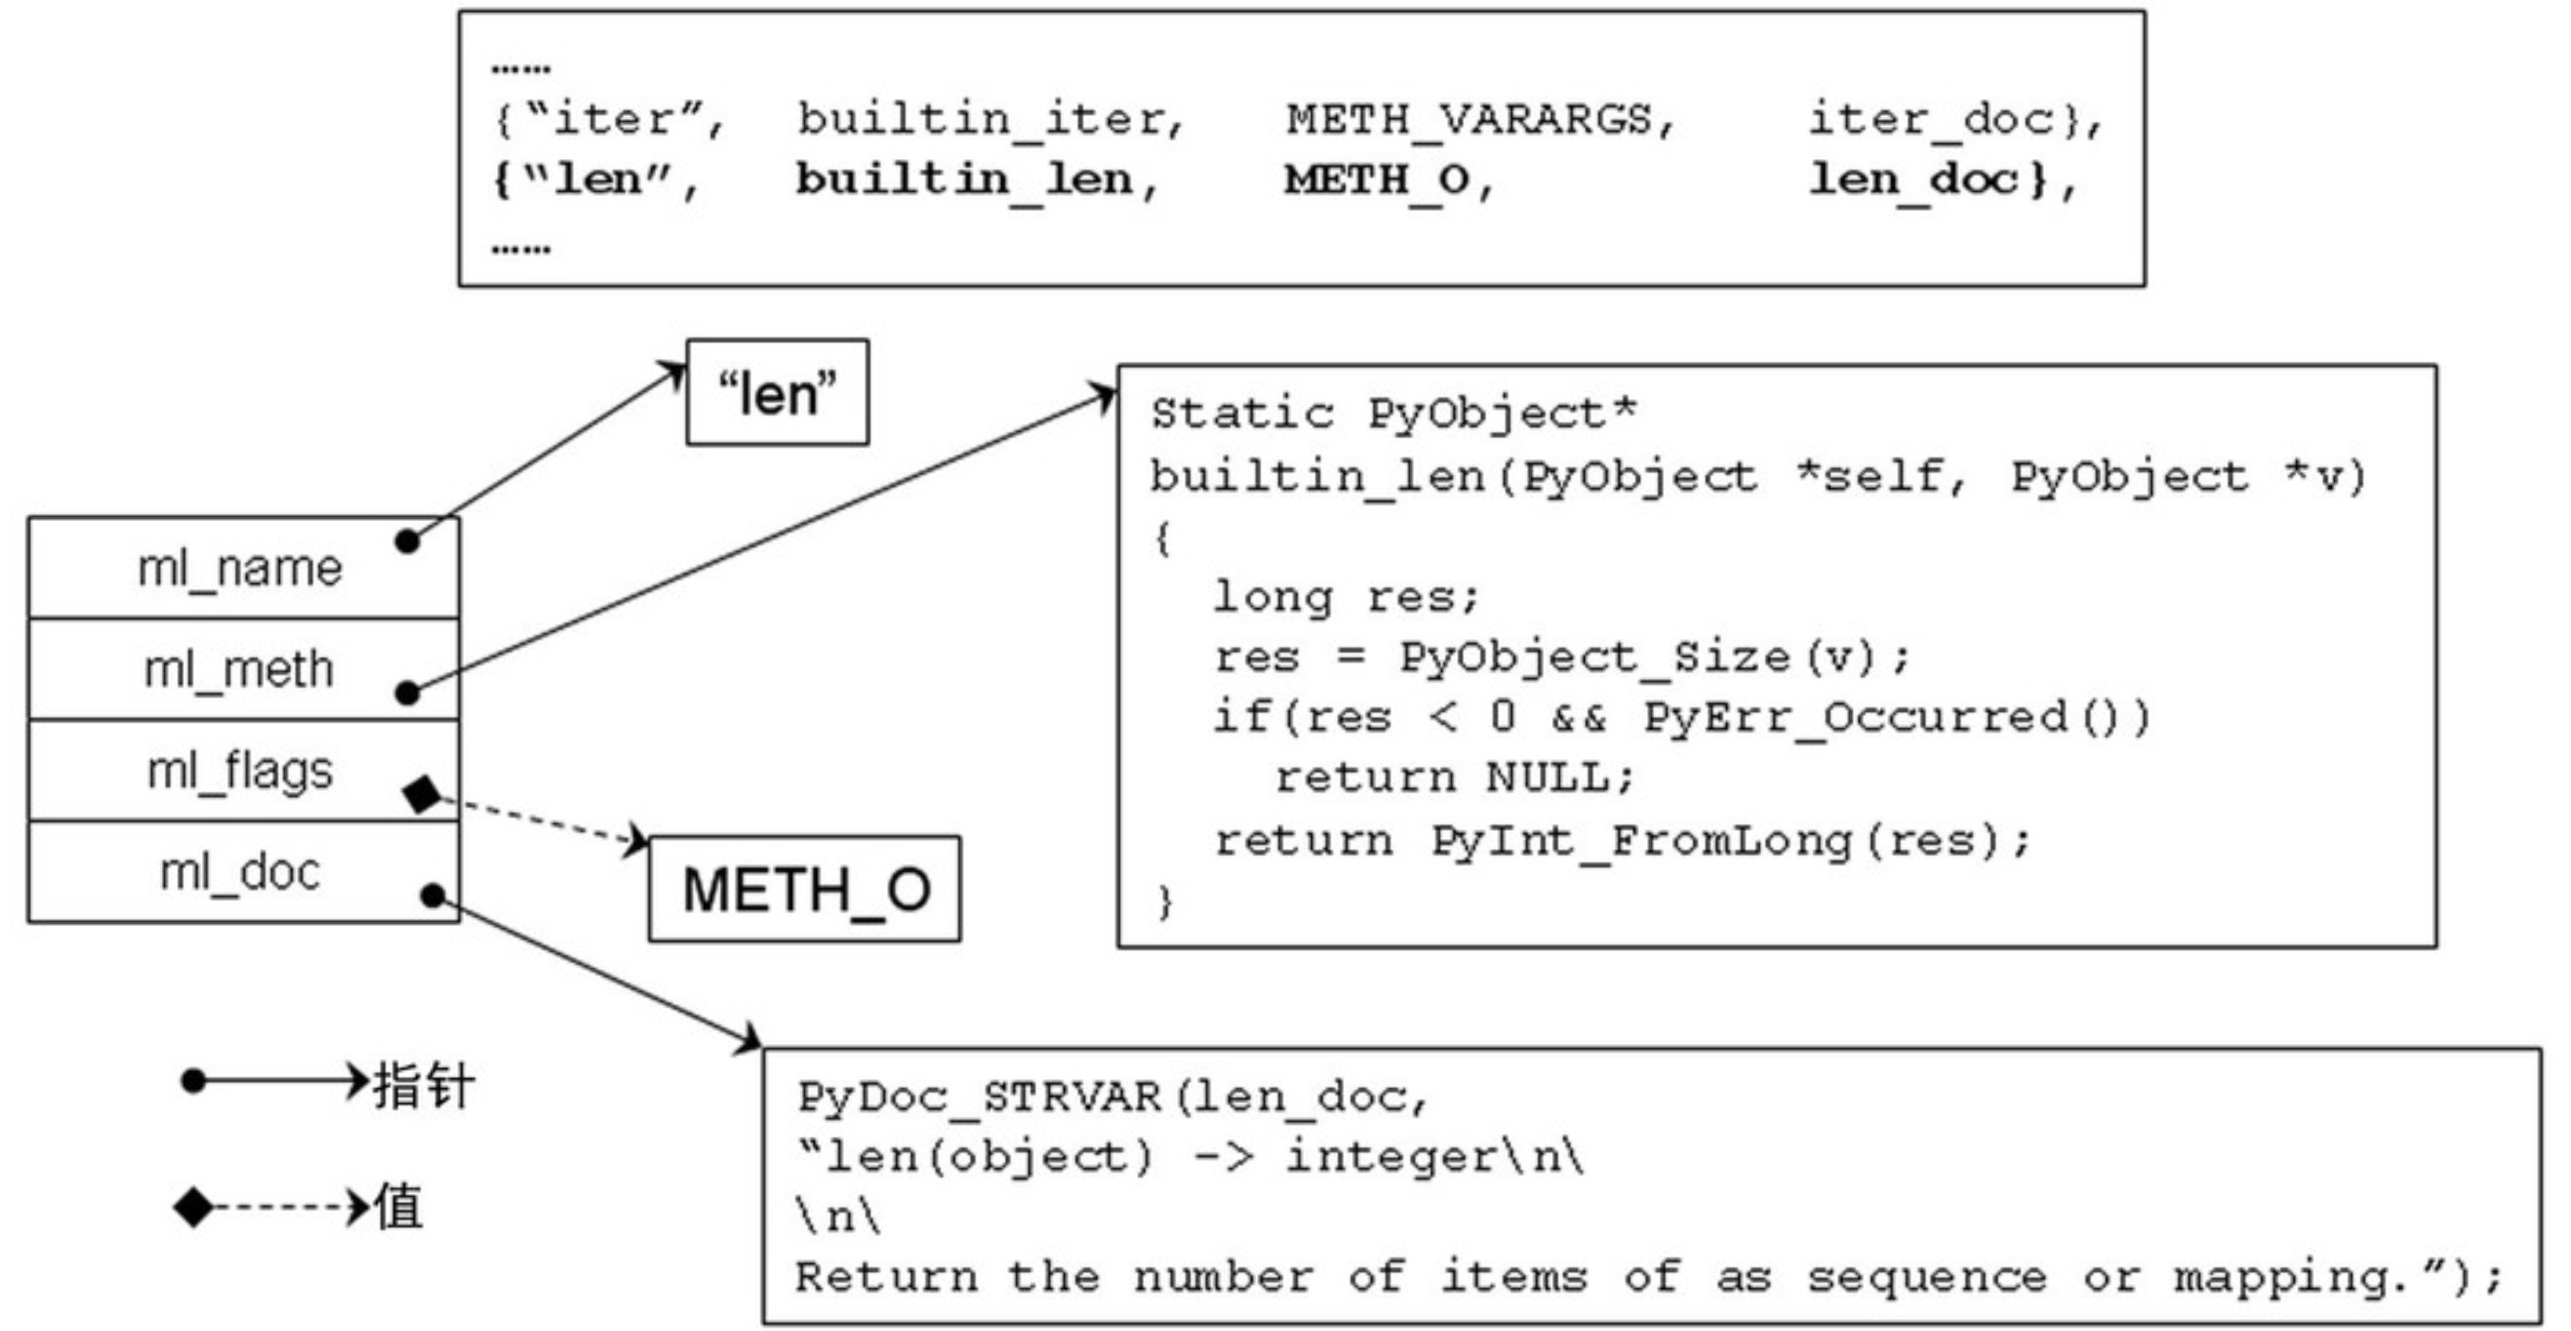 ……
{“iter”, builtin_iter, METH_VARARGS, iter_doc},
{“len”, builtin_len, METH_O, len_doc},
……
“len”
ml_name
ml_meth
ml_flags
ml_doc
METH_O
Static PyObject*
builtin_len(PyObject *self, PyObject *v)
{
long res;
res = PyObject_Size(v);
if(res < 0 && PyErr_Occurred())
return NULL;
return PyInt_FromLong(res);
}
指针
值
PyDoc_STRVAR(len_doc,
“len(object) -> integer\n\
\n\
Return the number of items of as sequence or mapping.”);